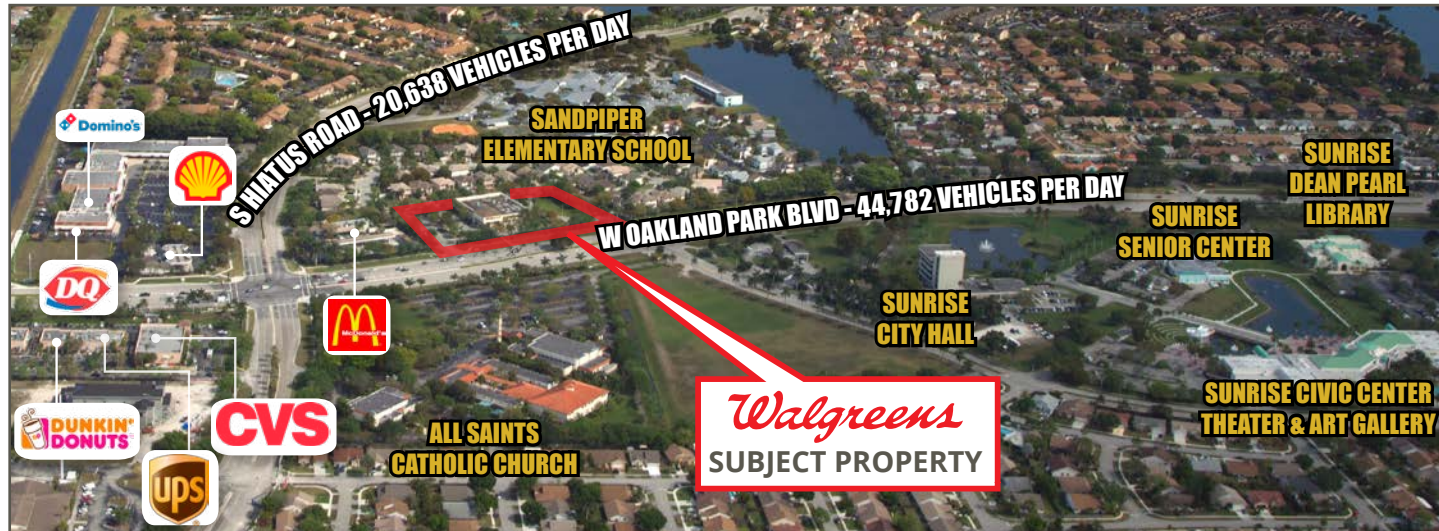 S HIATUS ROAD - 20,638 VEHICLES PER DAY
Domino's
SANDPIPER
ELEMENTARY SCHOOL
W OAKLAND PARK BLVD - 44,782 VEHICLES PER DAY
SUNRISE
DEAN PEARL
LIBRARY
SUNRISE
SENIOR CENTER
DQ
McDonald's
SUNRISE
CITY HALL
DUNKIN'
DONUTS
CVS
ups
ALL SAINTS
CATHOLIC CHURCH
Walgreens
SUBJECT PROPERTY
SUNRISE CIVIC CENTER
THEATER & ART GALLERY